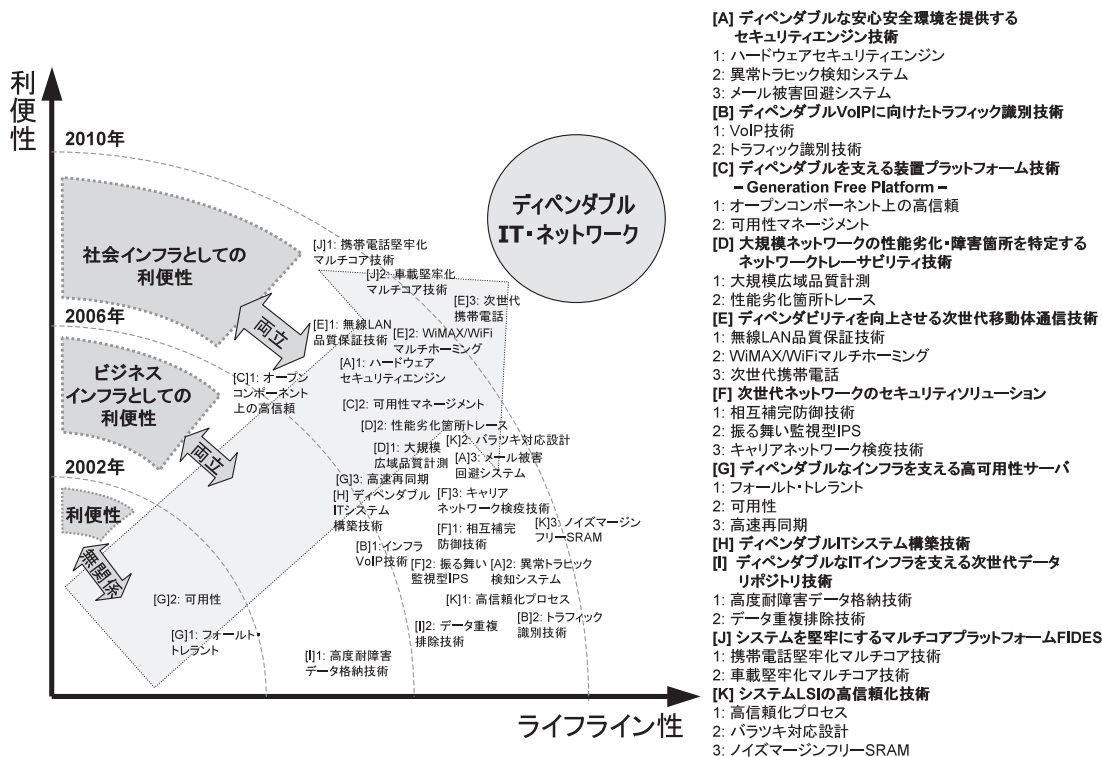 利便性
2010年
社会インフラとしての
利便性
両立
2006年
ビジネス
インフラとしての
利便性
両立
2002年
利便性
無関係
ディペンダブル
IT・ネットワーク
[J]1: 携帯電話堅牢化
マルチコア技術
[J]2: 車載堅牢化
マルチコア技術
[E]3: 次世代
携帯電話
[E]1: 無線LAN
品質保証技術
[E]2: WiMAX/WiFi
マルチホーミング
[A]1: ハードウェア
セキュリティエンジン
[C]1: オープン
コンポーネント
上の高信頼
[C]2: 可用性マネージメント
[D]2: 性能劣化箇所トレース
[K]2: バラツキ対応設計
[D]1: 大規模
広域品質計測
[A]3: メール被害
回避システム
[G]3: 高速再同期
[H] ディペンダブル
ITシステム
構築技術
[F]3: キャリア
ネットワーク検疫技術
[F]1: 相互補完
防御技術
[K]3: ノイズマージン
フリーSRAM
[B]1:インフラ
VoIP技術
[F]2: 振る舞い
監視型IPS
[A]2: 異常トラヒック
検知システム
[K]1: 高信頼化プロセス
[G]2: 可用性
[I]2: データ重複
排除技術
[B]2: トラフィック
識別技術
[G]1: フォールト・
トレラント
[I]1: 高度耐障害
データ格納技術
ライフライン性
[A] ディペンダブルな安心安全環境を提供する
セキュリティエンジン技術
1: ハードウェアセキュリティエンジン
2: 異常トラヒック検知システム
3: メール被害回避システム
[B] ディペンダブルVoIPに向けたトラフィック識別技術
1: VoIP技術
2: トラフィック識別技術
[C] ディペンダブルを支える装置プラットフォーム技術
– Generation Free Platform –
1: オープンコンポーネント上の高信頼
2: 可用性マネージメント
[D] 大規模ネットワークの性能劣化・障害箇所を特定する
ネットワークトレーサビリティ技術
1: 大規模広域品質計測
2: 性能劣化箇所トレース
[E] ディペンダビリティを向上させる次世代移動体通信技術
1: 無線LAN品質保証技術
2: WiMAX/WiFiマルチホーミング
3: 次世代携帯電話
[F] 次世代ネットワークのセキュリティソリューション
1: 相互補完防御技術
2: 振る舞い監視型IPS
3: キャリアネットワーク検疫技術
[G] ディペンダブルなインフラを支える高可用性サーバ
1: フォールト・トレラント
2: 可用性
3: 高速再同期
[H] ディペンダブルITシステム構築技術
[I] ディペンダブルなITインフラを支える次世代データ
リポジトリ技術
1: 高度耐障害データ格納技術
2: データ重複排除技術
[J] システムを堅牢にするマルチコアプラットフォームFIDES
1: 携帯電話堅牢化マルチコア技術
2: 車載堅牢化マルチコア技術
[K] システムLSIの高信頼化技術
1: 高信頼化プロセス
2: バラツキ対応設計
3: ノイズマージンフリーSRAM